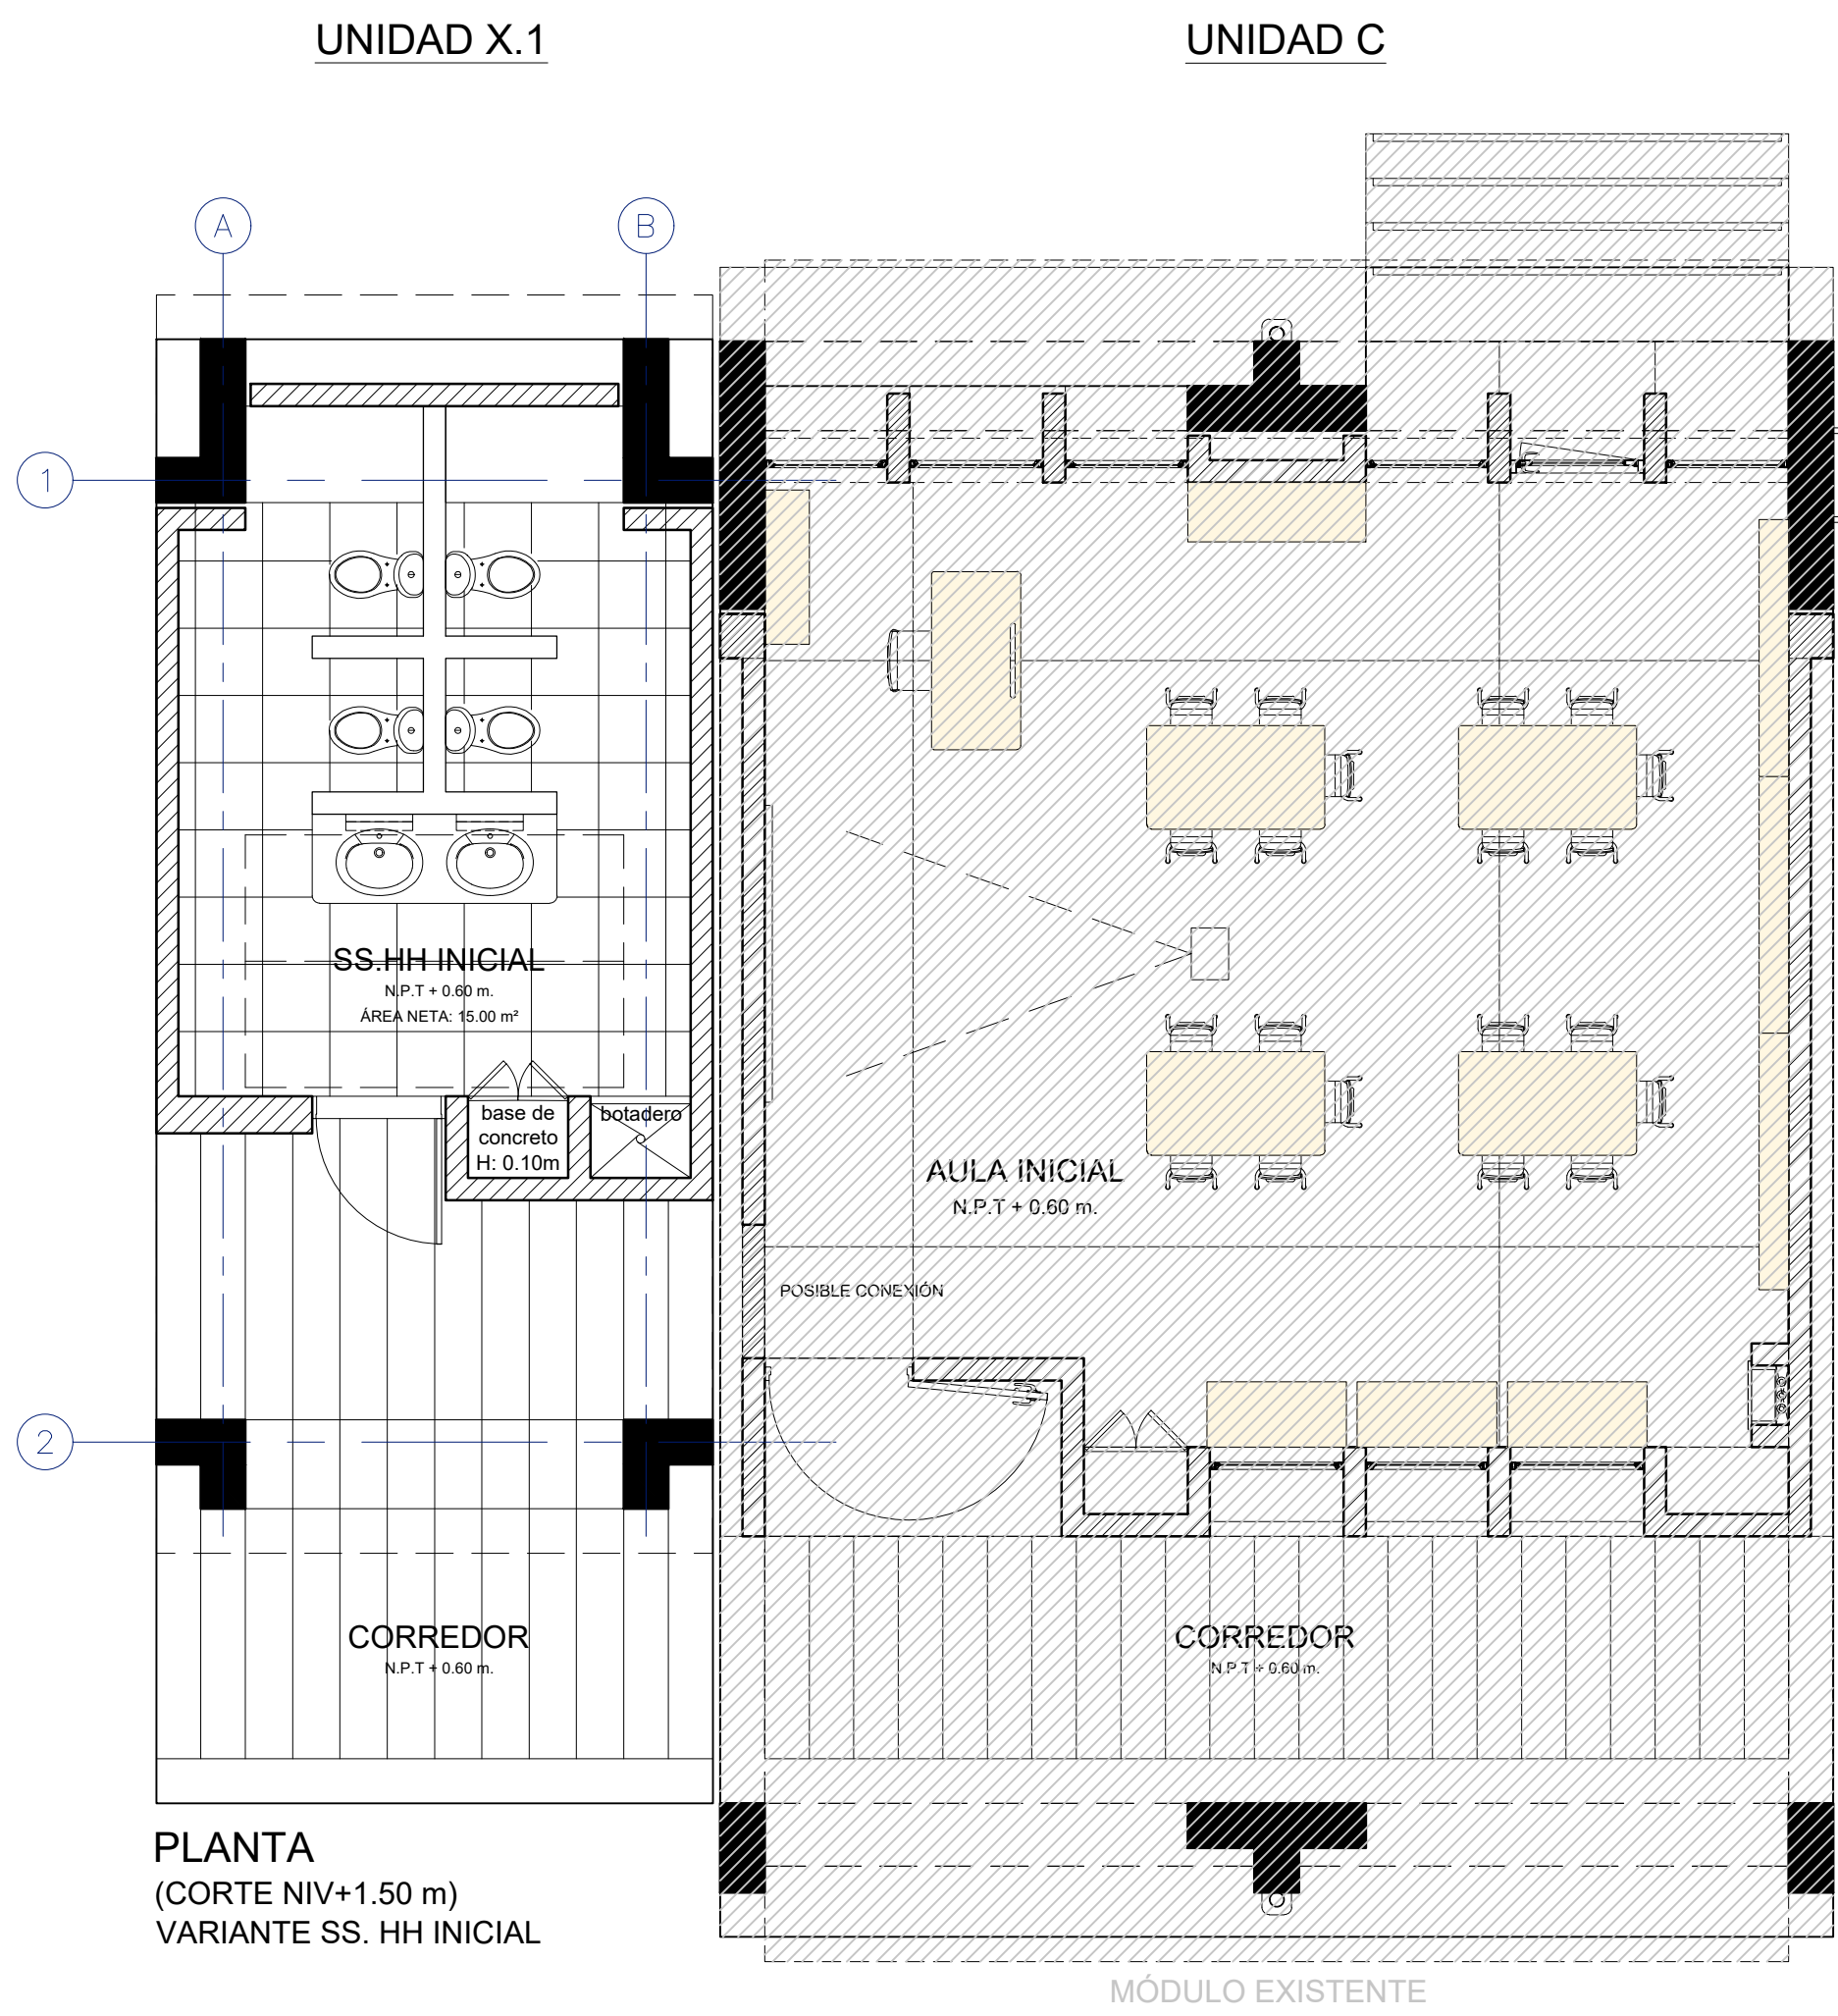 UNIDAD X.1
UNIDAD C
A
B
1
SS.HH INICIAL
N.P.T + 0.60 m.
ÁREA NETA: 15.00 m²
base de
concreto
H: 0.10m
botadero
AULA INICIAL
N.P.T + 0.60 m.
POSIBLE CONEXIÓN
2
CORREDOR
N.P.T + 0.60 m.
CORREDOR
N.P.T + 0.60 m.
PLANTA
(CORTE NIV+1.50 m)
VARIANTE SS. HH INICIAL
MÓDULO EXISTENTE